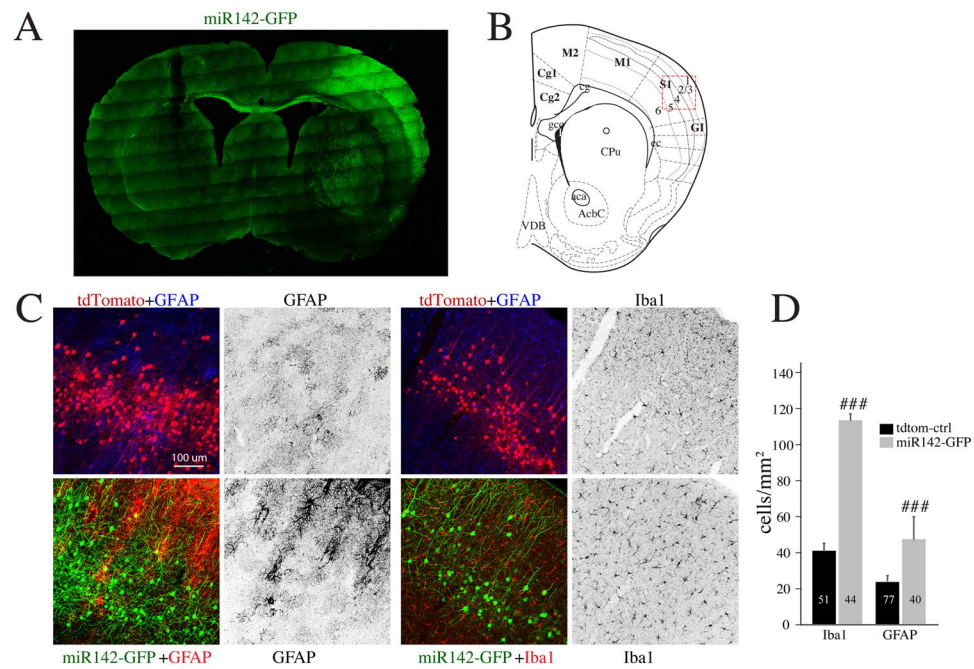 A
miR142-GFP
B
M2
M1
Cg1
Cg2
cg
S1
1
2/3
4
5
6
GI
gcc
ec
CPu
aca
AcbC
VDB
C
tdTomato+GFAP
GFAP
tdTomato+GFAP
Iba1
100 um
miR142-GFP+GFAP
GFAP
miR142-GFP+Iba1
Iba1
D
cells/mm²
140
120
100
80
60
40
20
0
###
###
tdtom-ctrl
miR142-GFP
51
44
77
40
Iba1
GFAP